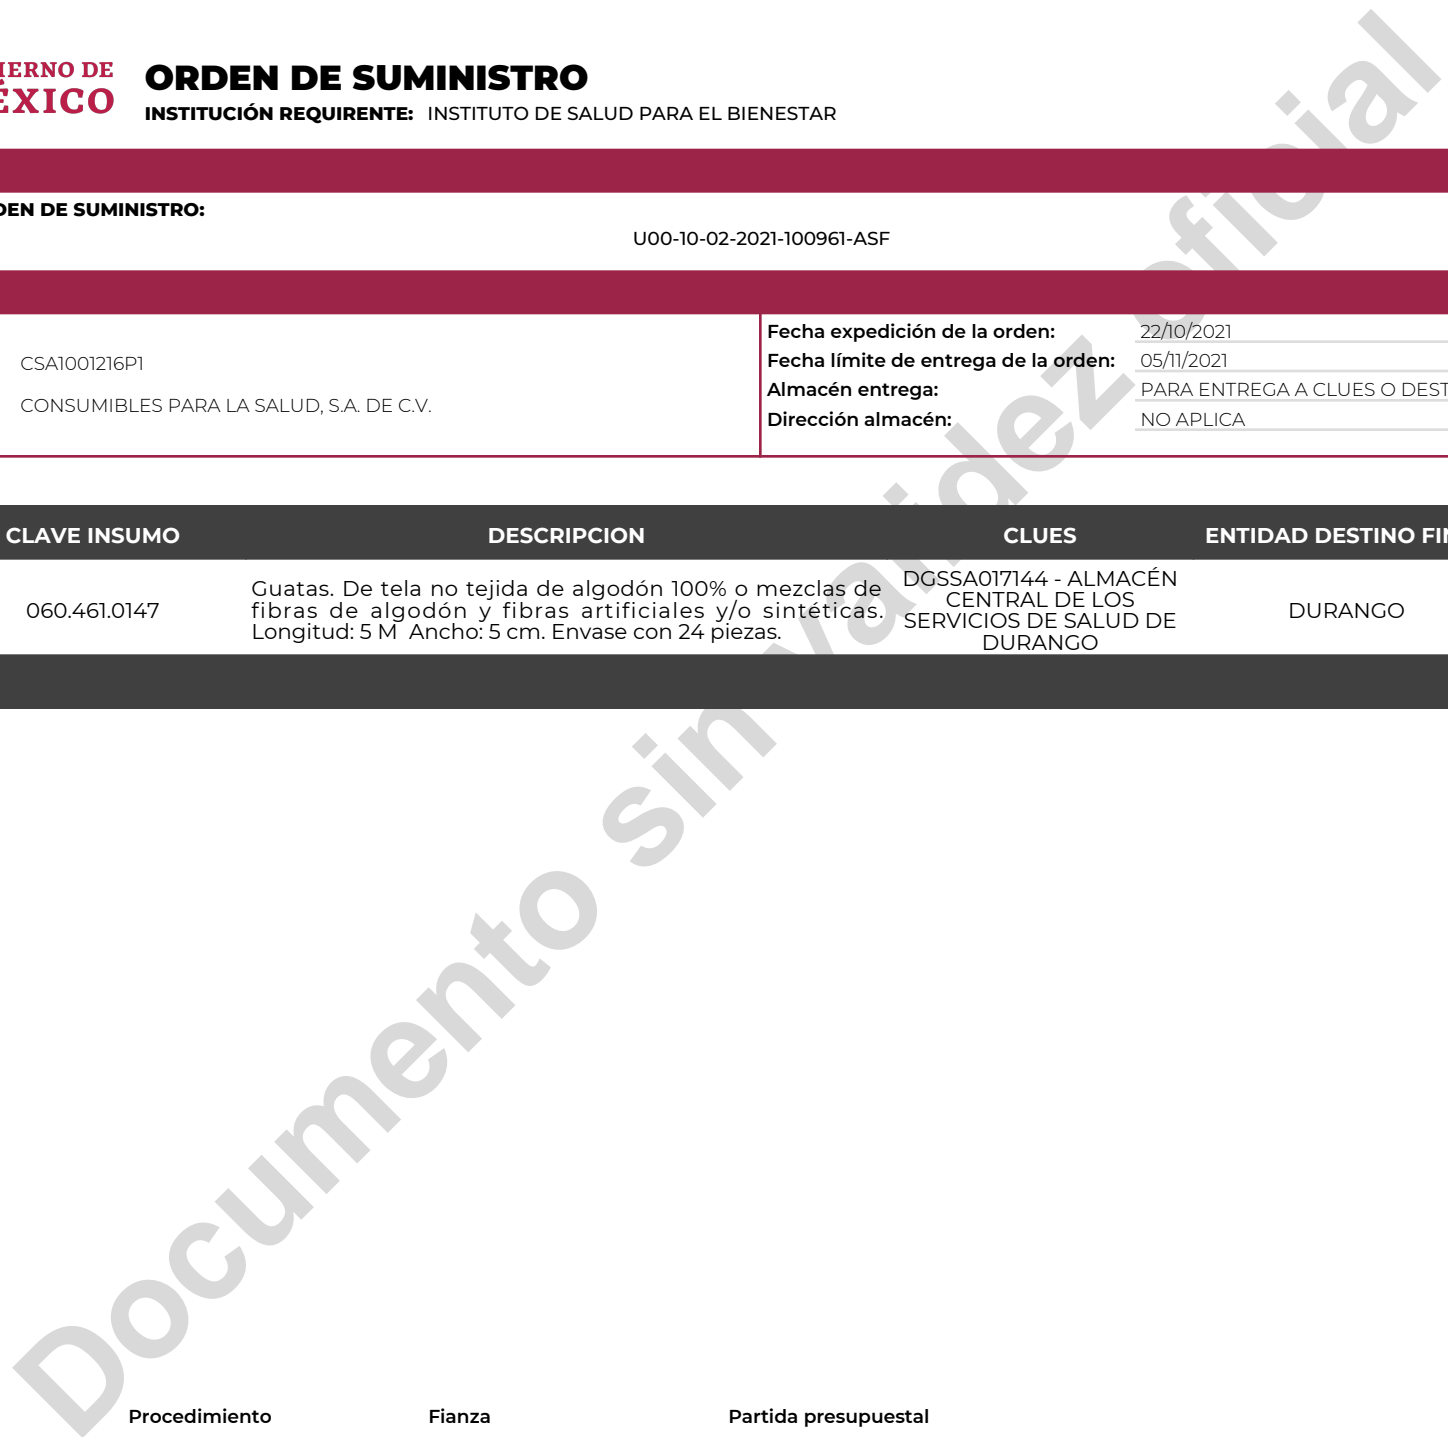 IERNO DE
ÉXICO
ORDEN DE SUMINISTRO
INSTITUCIÓN REQUIRENTE: INSTITUTO DE SALUD PARA EL BIENESTAR
DEN DE SUMINISTRO:
U00-10-02-2021-100961-ASF
CSA1001216P1
CONSUMIBLES PARA LA SALUD, S.A. DE C.V.
Fecha expedición de la orden: 22/10/2021
Fecha límite de entrega de la orden: 05/11/2021
Almacén entrega: PARA ENTREGA A CLUES O DEST
Dirección almacén: NO APLICA
CLAVE INSUMO DESCRIPCION CLUES ENTIDAD DESTINO FIN
060.461.0147
Guatas. De tela no tejida de algodón 100% o mezclas de
fibras de algodón y fibras artificiales y/o sintéticas.
Longitud: 5 M Ancho: 5 cm. Envase con 24 piezas.
DGSSA017144 - ALMACÉN
CENTRAL DE LOS
SERVICIOS DE SALUD DE
DURANGO
DURANGO
Documento sin validez oficial
Procedimiento Fianza Partida presupuestal